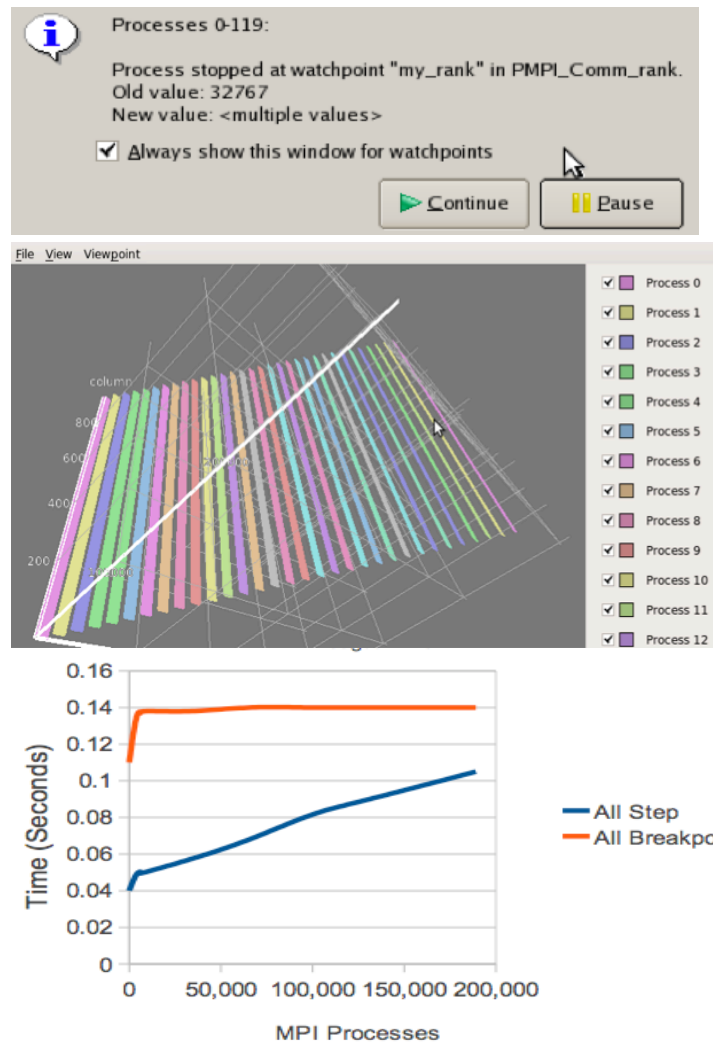 Processes 0-119:
Process stopped at watchpoint "my_rank" in PMPI_Comm_rank.
Old value: 32767
New value: <multiple values>
Always show this window for watchpoints
Continue
Pause
File View Viewpoint
column
800
600
400
200
Process 0
Process 1
Process 2
Process 3
Process 4
Process 5
Process 6
Process 7
Process 8
Process 9
Process 10
Process 11
Process 12
0.16
0.14
0.12
0.1
0.08
0.06
0.04
0.02
0
Time (Seconds)
0 50,000 100,000 150,000 200,000
MPI Processes
All Step
All Breakpo